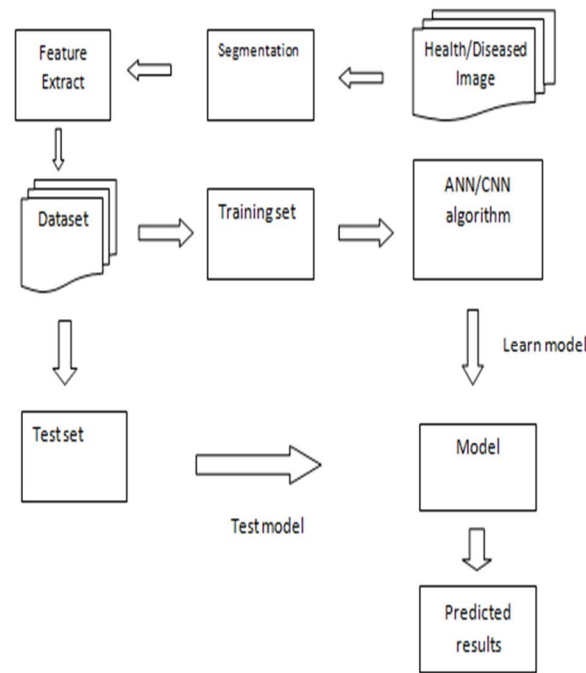 Feature
Extract
Segmentation
Health/Diseased
Image
Dataset
Training set
ANN/CNN
algorithm
Learn model
Test set
Test model
Model
Predicted
results